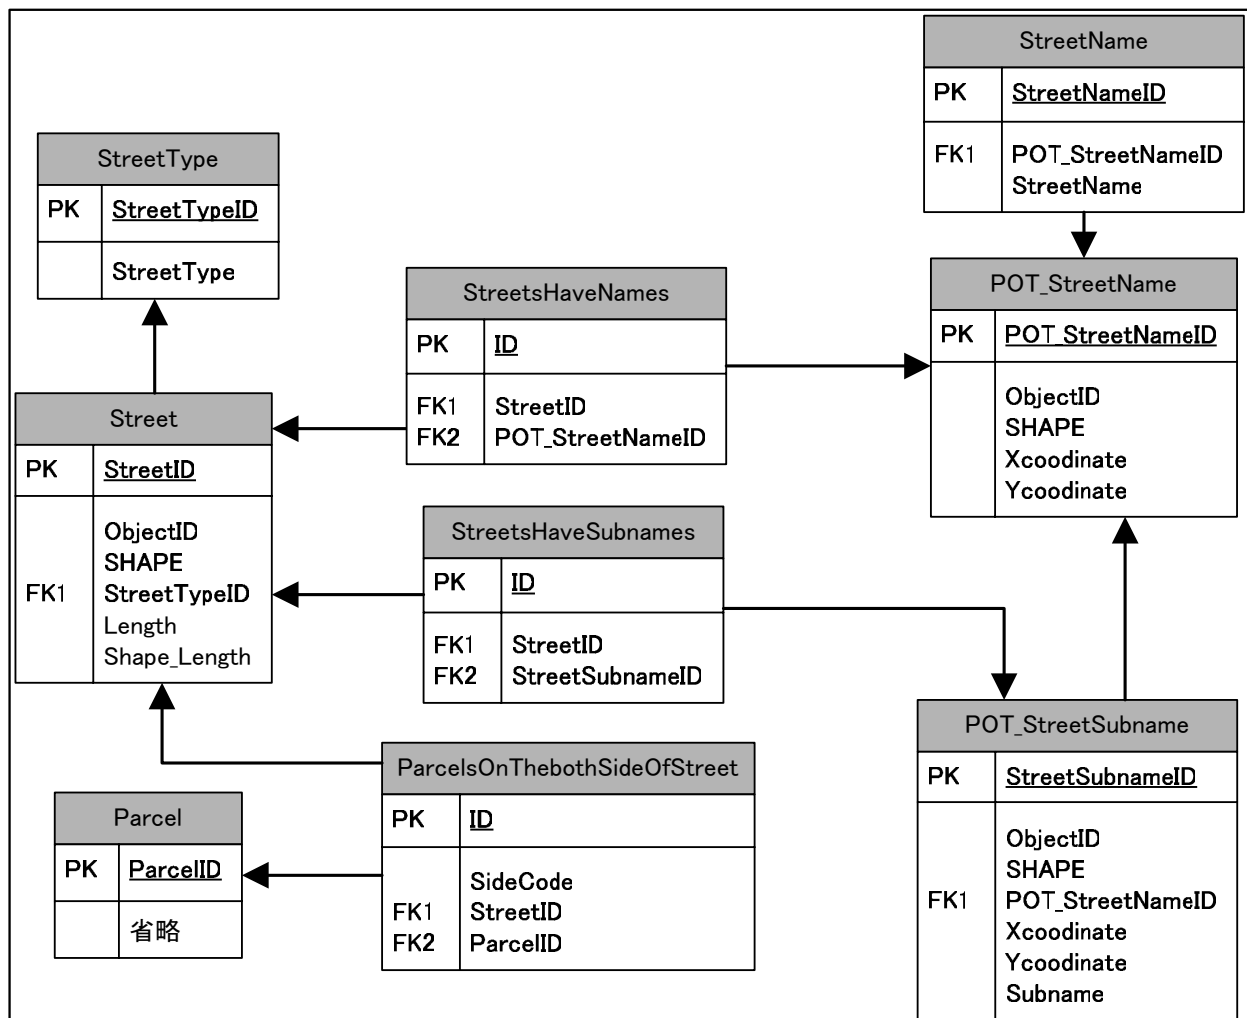 StreetName
PK StreetNameID
FK1 POT_StreetNameID
StreetName
StreetType
PK StreetTypeID
StreetType
StreetsHaveNames
PK ID
FK1 StreetID
FK2 POT_StreetNameID
POT_StreetName
PK POT_StreetNameID
ObjectID
SHAPE
Xcoodinate
Ycoodinate
Street
PK StreetID
ObjectID
SHAPE
FK1 StreetTypeID
Length
Shape_Length
StreetsHaveSubnames
PK ID
FK1 StreetID
FK2 StreetSubnameID
POT_StreetSubname
PK StreetSubnameID
ObjectID
SHAPE
FK1 POT_StreetNameID
Xcoodinate
Ycoodinate
Subname
ParcelsOnThebothSideOfStreet
PK ID
SideCode
FK1 StreetID
FK2 ParcelID
Parcel
PK ParcelID
省略